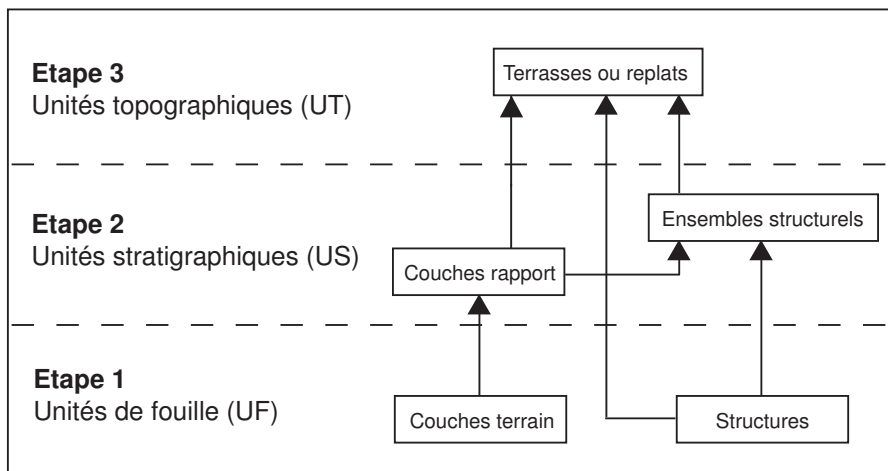 Etape 3
Unités topographiques (UT)
Terrasses ou replats
Etape 2
Unités stratigraphiques (US)
Ensembles structurels
Couches rapport
Etape 1
Unités de fouille (UF)
Couches terrain
Structures